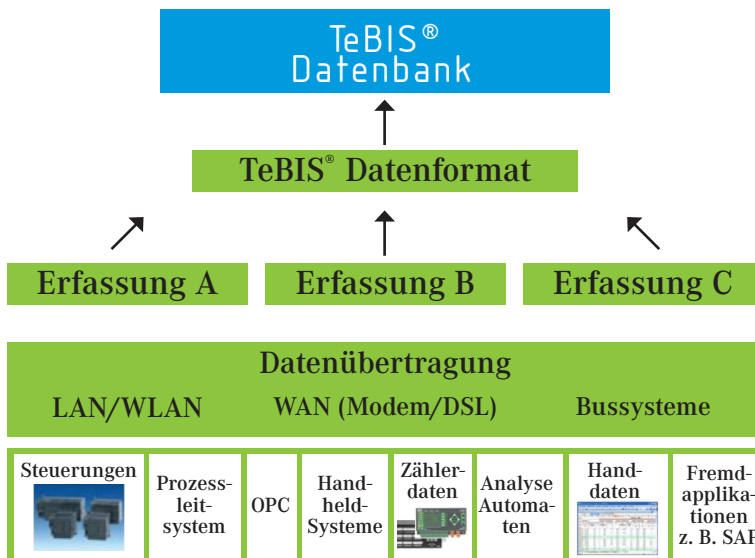 TeBIS®
Datenbank
TeBIS® Datenformat
Erfassung A
Erfassung B
Erfassung C
Datenübertragung
LAN/WLAN
WAN (Modem/DSL)
Bussysteme
Steuerungen
Prozess-
leit-
system
OPC
Hand-
held-
Systeme
Zähler-
daten
Analyse
Automa-
ten
Hand-
daten
Fremd-
applika-
tionen
z. B. SAP